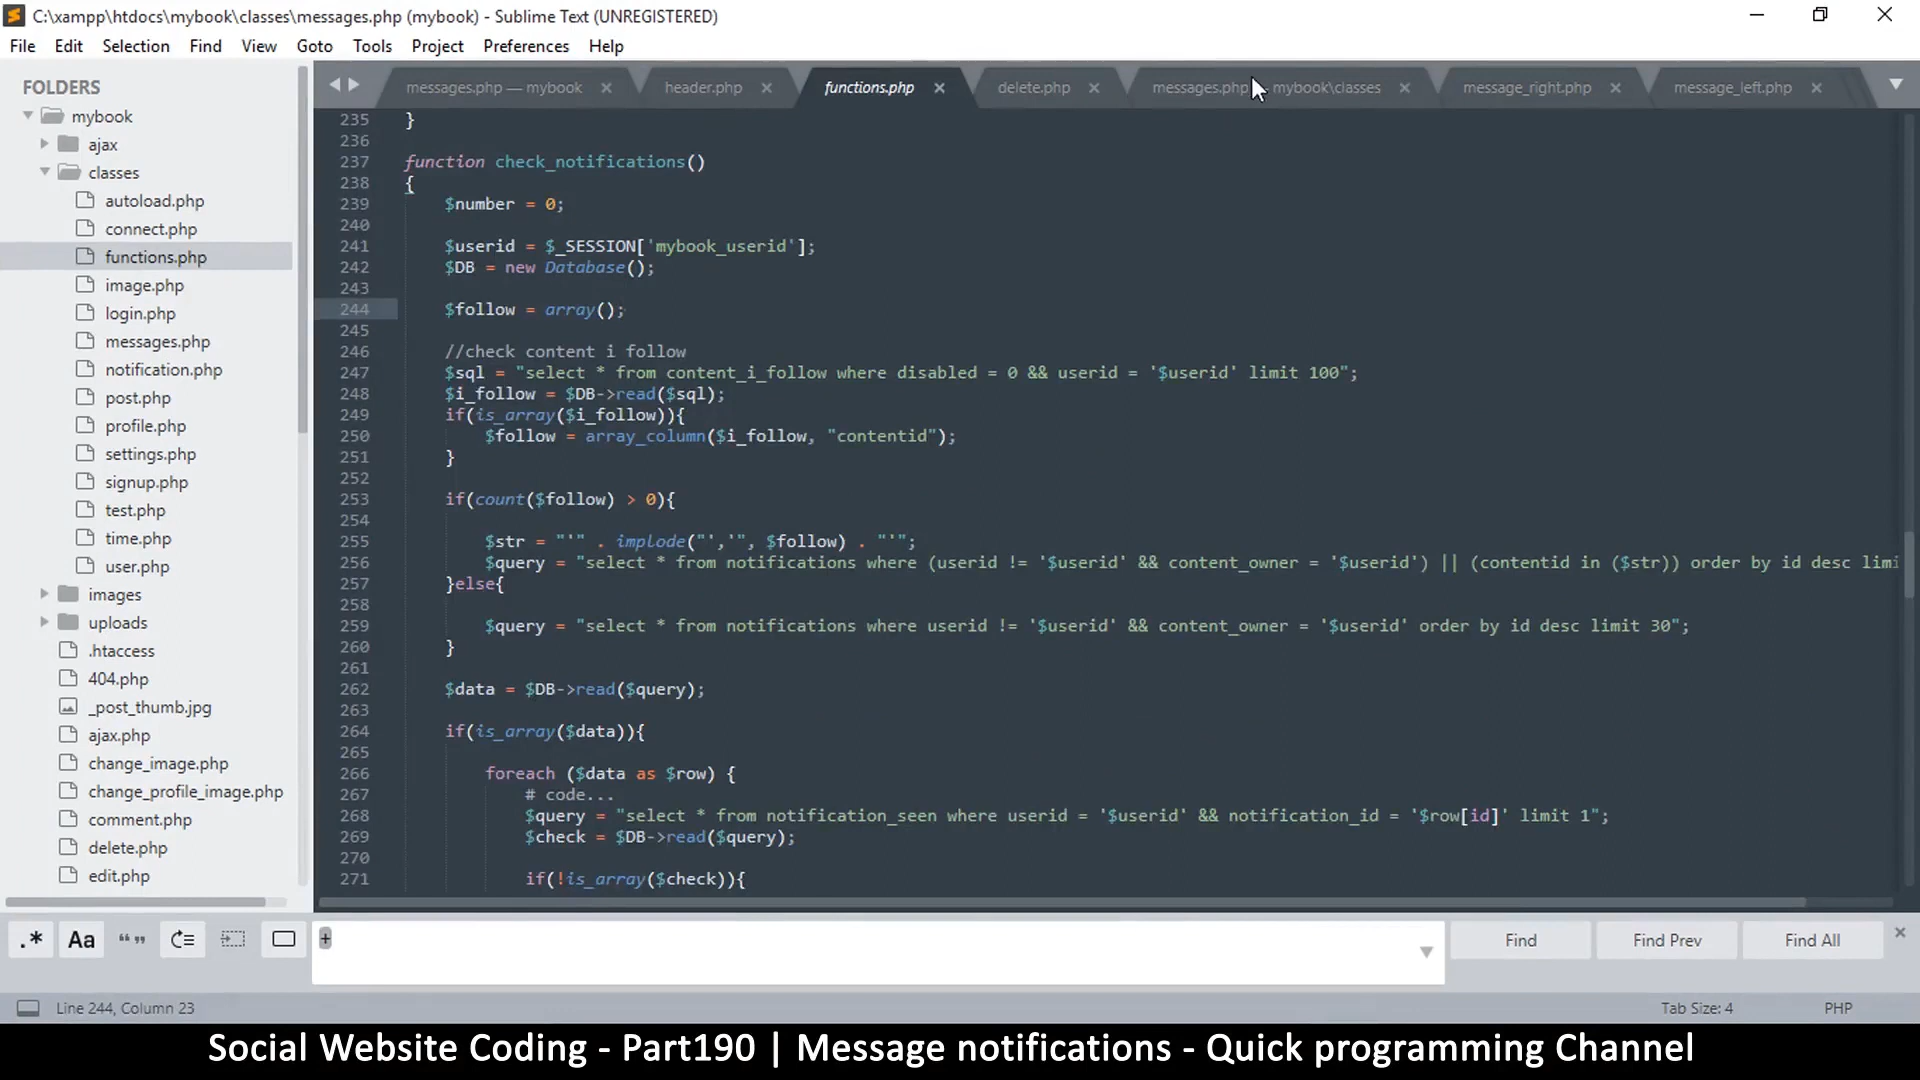 C:\xampp\htdocs\mybook\classes\messages.php (mybook) - Sublime Text (UNREGISTERED)
File Edit Selection Find View Goto Tools Project Preferences Help
FOLDERS
mybook
ajax
classes
autoload.php
connect.php
functions.php
image.php
login.php
messages.php
notification.php
post.php
profile.php
settings.php
signup.php
test.php
time.php
user.php
images
uploads
.htaccess
404.php
_post_thumb.jpg
ajax.php
change_image.php
change_profile_image.php
comment.php
delete.php
edit.php
messages.php — mybook header.php functions.php delete.php messages.php — mybook\classes message_right.php message_left.php
235 }
236
237 function check_notifications()
238 {
239 $number = 0;
240
241 $userid = $_SESSION['mybook_userid'];
242 $DB = new Database();
243
244 $follow = array();
245
246 //check content i follow
247 $sql = "select * from content_i_follow where disabled = 0 && userid = '$userid' limit 100";
248 $i_follow = $DB->read($sql);
249 if(is_array($i_follow)){
250 $follow = array_column($i_follow, "contentid");
251 }
252
253 if(count($follow) > 0){
254
255 $str = "'" . implode("','", $follow) . "'";
256 $query = "select * from notifications where (userid != '$userid' && content_owner = '$userid') || (contentid in ($str)) order by id desc limi
257 }else{
258
259 $query = "select * from notifications where userid != '$userid' && content_owner = '$userid' order by id desc limit 30";
260 }
261
262 $data = $DB->read($query);
263
264 if(is_array($data)){
265
266 foreach ($data as $row) {
267 # code...
268 $query = "select * from notification_seen where userid = '$userid' && notification_id = '$row[id]' limit 1";
269 $check = $DB->read($query);
270
271 if(!is_array($check)){
.* Aa “ ” + Find Find Prev Find All
Line 244, Column 23 Tab Size: 4 PHP
Social Website Coding - Part190 | Message notifications - Quick programming Channel